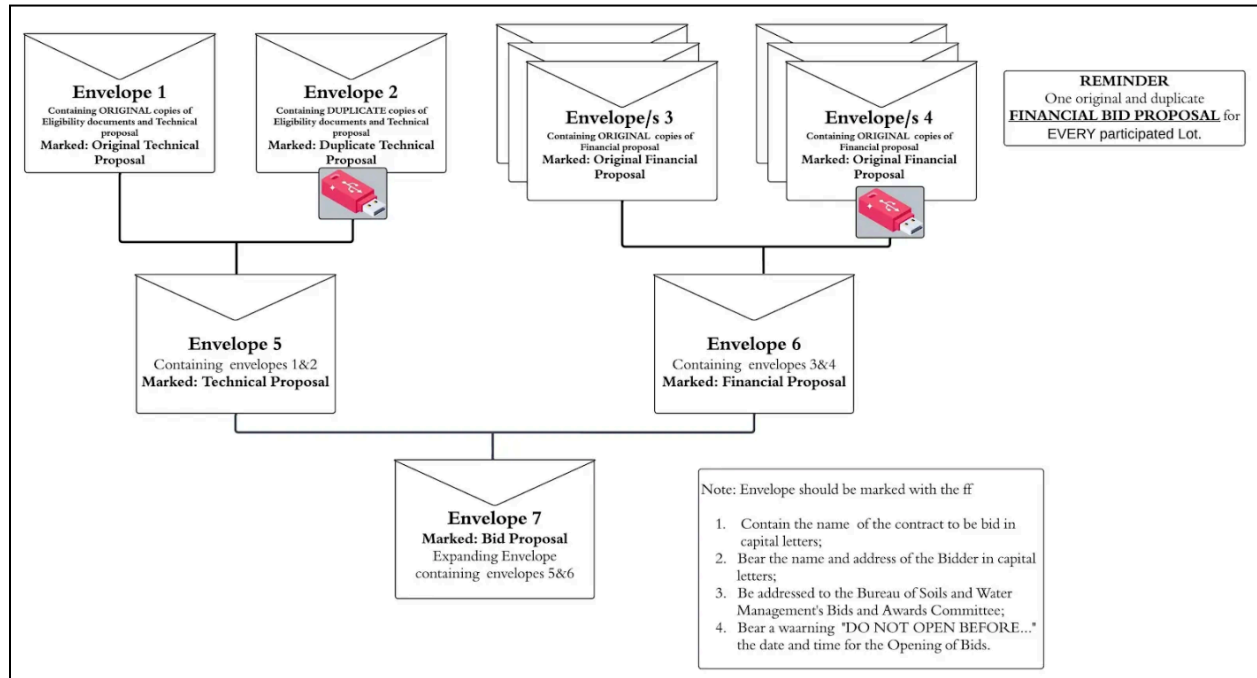 Envelope 1
Containing ORIGINAL copies of
Eligibility documents and Technical
proposal
Marked: Original Technical
Proposal
Envelope 2
Containing DUPLICATE copies of
Eligibility documents and Technical
proposal
Marked: Duplicate Technical
Proposal
Envelope/s 3
Containing ORIGINAL copies of
Financial proposal
Marked: Original Financial
Proposal
Envelope/s 4
Containing ORIGINAL copies of
Financial proposal
Marked: Original Financial
Proposal
REMINDER
One original and duplicate
FINANCIAL BID PROPOSAL for
EVERY participated Lot.
Envelope 5
Containing envelopes 1&2
Marked: Technical Proposal
Envelope 6
Containing envelopes 3&4
Marked: Financial Proposal
Envelope 7
Marked: Bid Proposal
Expanding Envelope
containing envelopes 5&6
Note: Envelope should be marked with the ff
1. Contain the name of the contract to be bid in
capital letters;
2. Bear the name and address of the Bidder in capital
letters;
3. Be addressed to the Bureau of Soils and Water
Management's Bids and Awards Committee;
4. Bear a waarning "DO NOT OPEN BEFORE..."
the date and time for the Opening of Bids.